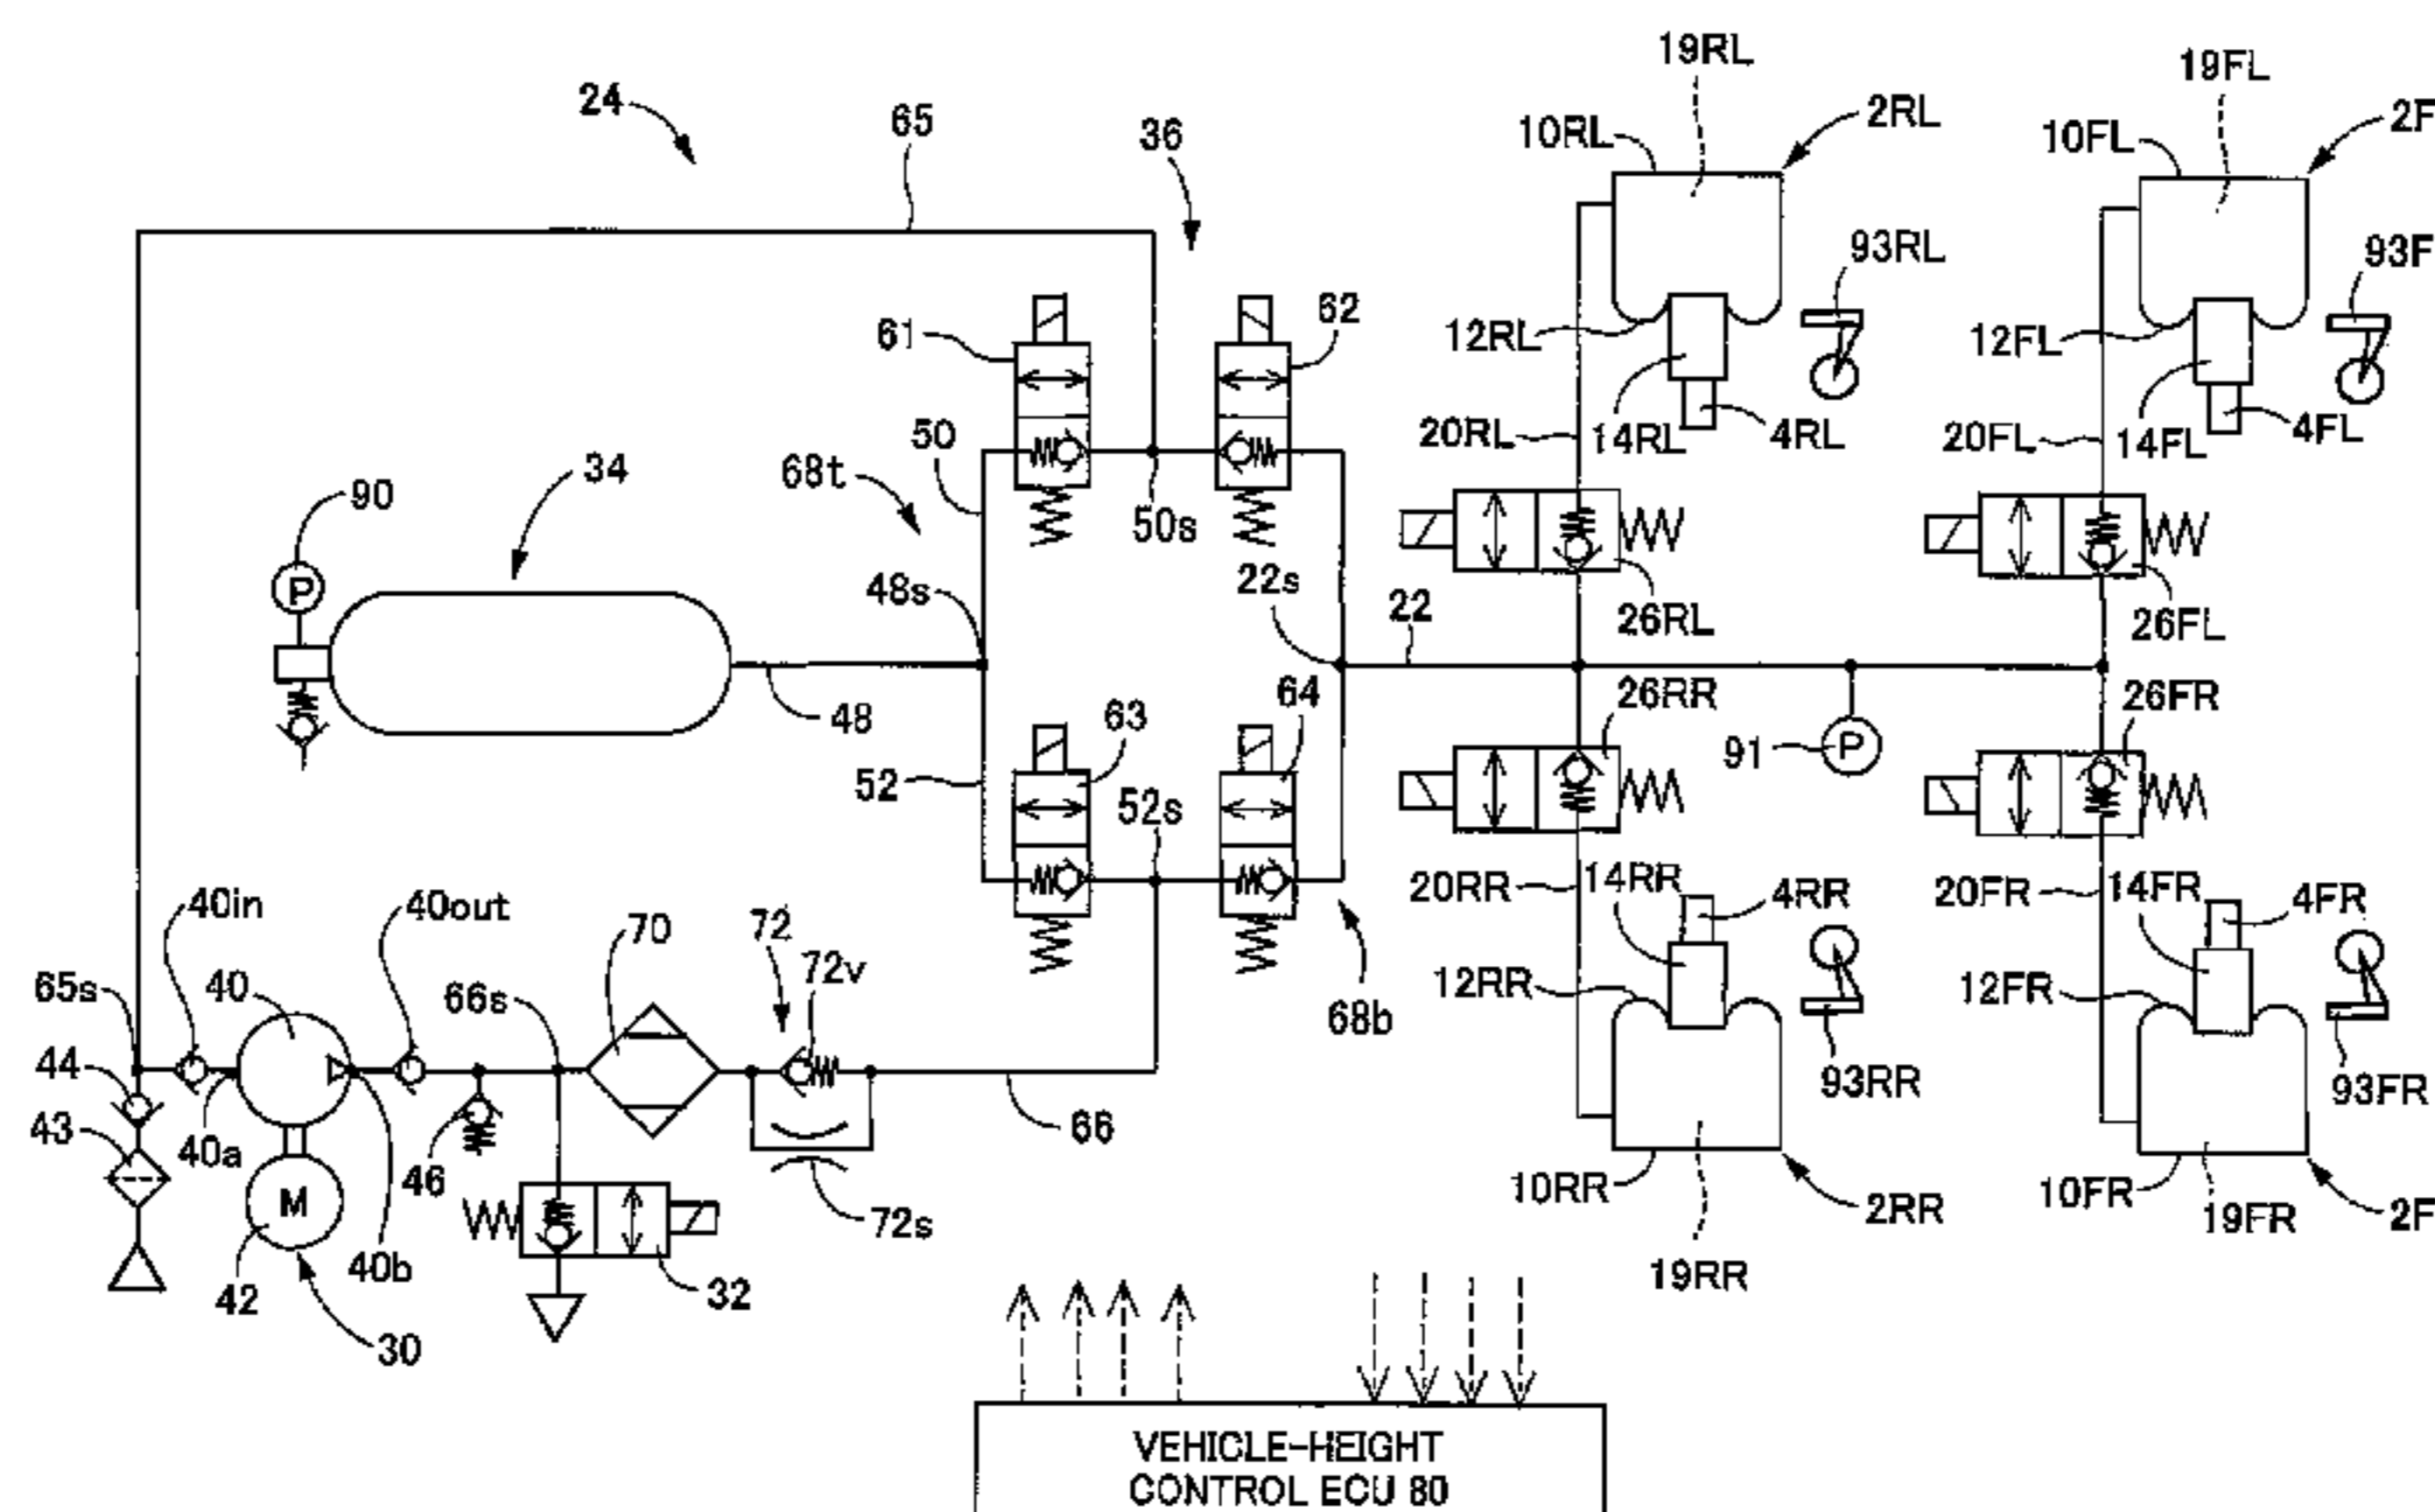 24
65
36
19RL
19FL
10RL
2RL
10FL
2F
93RL
93F
61
62
12RL
12FL
50
68t
50s
20RL
14RL
4RL
20FL
14FL
4FL
34
90
P
48s
22s
22
26RL
26FL
48
63
64
26RR
26FR
91
P
52
52s
20RR
14RR
4RR
20FR
14FR
4FR
40in
40out
70
72
72v
65s
40
66s
68b
12RR
12FR
44
43
40a
46
66
93RR
93FR
M
42
40b
72s
32
10RR
2RR
10FR
19FR
2F
30
19RR
VEHICLE-HEIGHT
CONTROL ECU 80